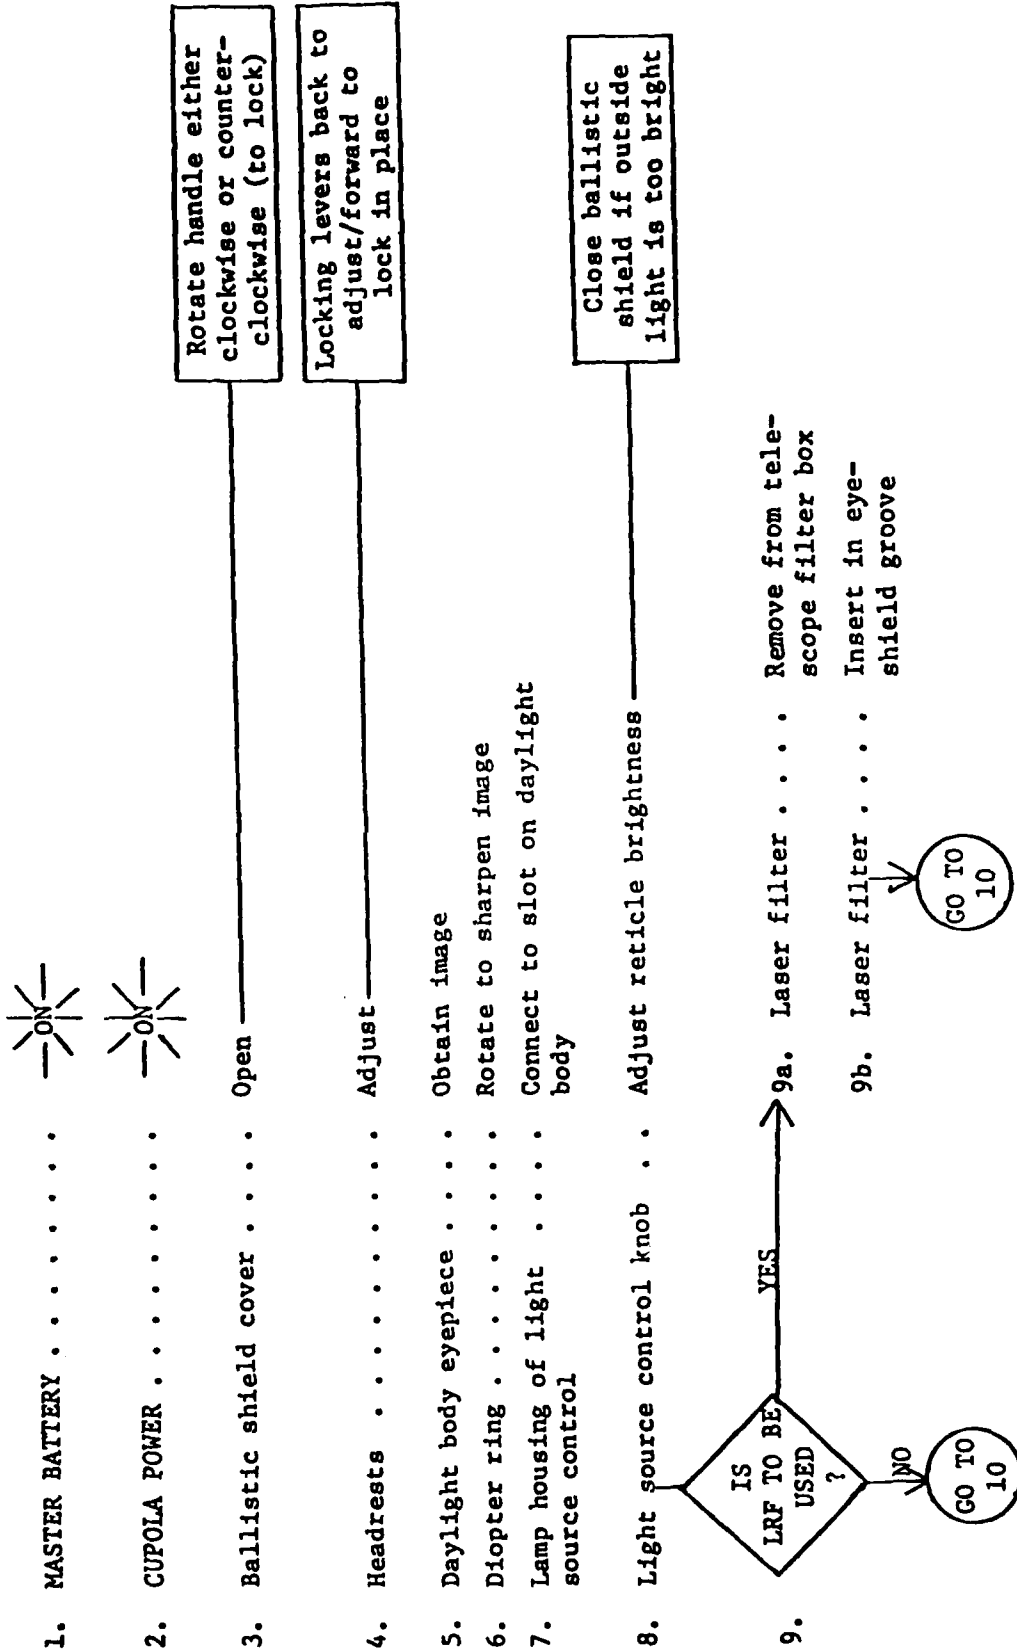 1. MASTER BATTERY . . . . . . . . . ON
2. CUPOLA POWER . . . . . . . . . ON
3. Ballistic shield cover . . . . . Open
Rotate handle either
clockwise or counter-
clockwise (to lock)
4. Headrests . . . . . . . . . Adjust
Locking levers back to
adjust/forward to
lock in place
5. Daylight body eyepiece . . . . Obtain image
6. Diopter ring . . . . . . . . Rotate to sharpen image
7. Lamp housing of light . . . . Connect to slot on daylight
source control body
8. Light source control knob . . Adjust reticle brightness
Close ballistic
shield if outside
light is too bright
9. IS
LRF TO BE
USED
?
YES
9a. Laser filter . . . . Remove from tele-
scope filter box
9b. Laser filter . . . . Insert in eye-
shield groove
GO TO
10
NO
GO TO
10